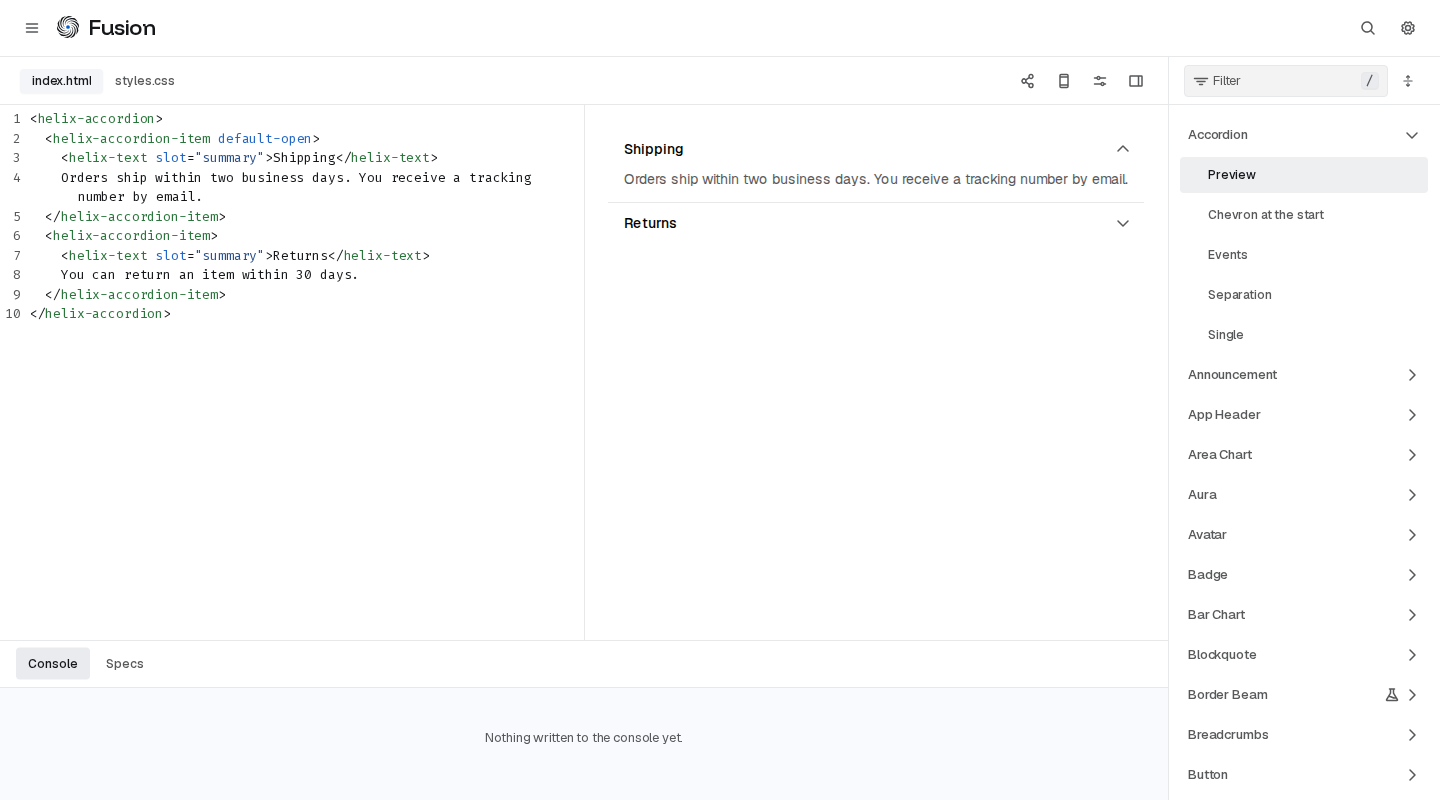 Fusion
index.html
styles.css
Filter
/
1 <helix-accordion>
2 <helix-accordion-item default-open>
3 <helix-text slot="summary">Shipping</helix-text>
4 Orders ship within two business days. You receive a tracking
number by email.
5 </helix-accordion-item>
6 <helix-accordion-item>
7 <helix-text slot="summary">Returns</helix-text>
8 You can return an item within 30 days.
9 </helix-accordion-item>
10 </helix-accordion>
Shipping
Orders ship within two business days. You receive a tracking number by email.
Returns
Console
Specs
Nothing written to the console yet.
Accordion
Preview
Chevron at the start
Events
Separation
Single
Announcement
App Header
Area Chart
Aura
Avatar
Badge
Bar Chart
Blockquote
Border Beam
Breadcrumbs
Button